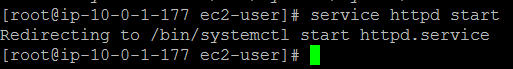 [root@ip-10-0-1-177 ec2-user]# service httpd start
Redirecting to /bin/systemctl start httpd.service
[root@ip-10-0-1-177 ec2-user]#